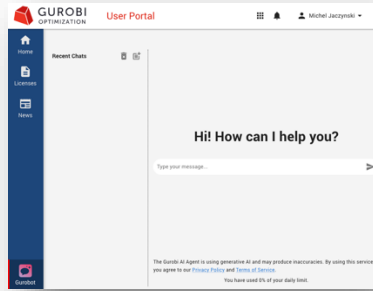 GUROBI
OPTIMIZATION
User Portal
Michel Jaczynski
Home
Licenses
News
Gurobot
Recent Chats
Hi! How can I help you?
Type your message...
The Gurobi AI Agent is using generative AI and may produce inaccuracies. By using this service
you agree to our Privacy Policy and Terms of Service.
You have used 0% of your daily limit.